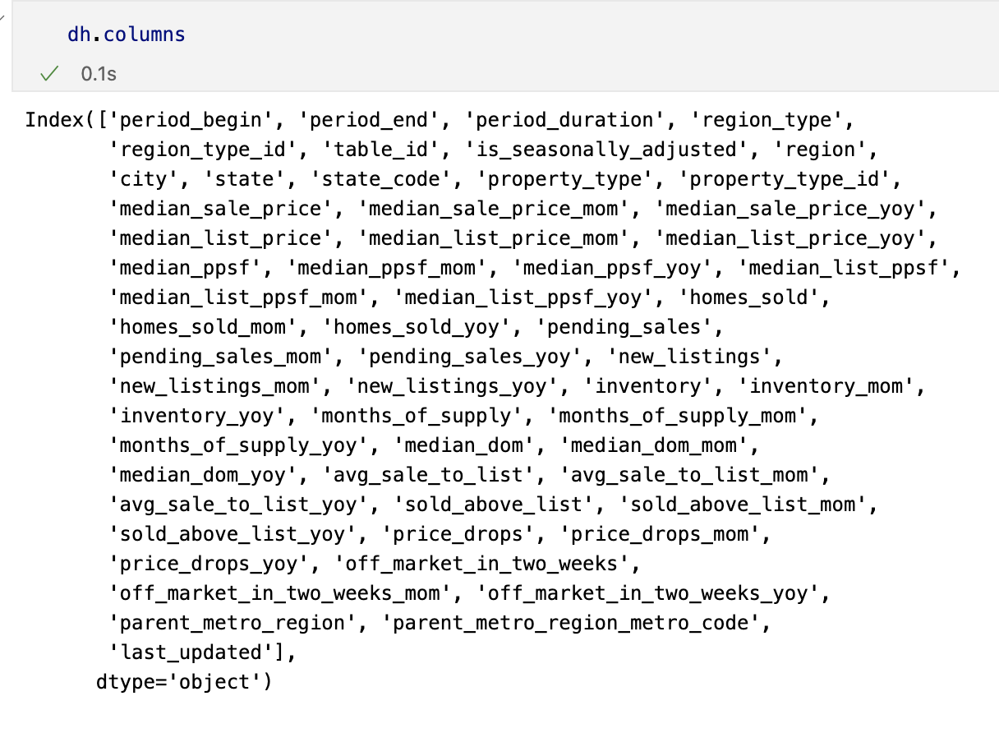 dh.columns
0.1s
Index(['period_begin', 'period_end', 'period_duration', 'region_type',
'region_type_id', 'table_id', 'is_seasonally_adjusted', 'region',
'city', 'state', 'state_code', 'property_type', 'property_type_id',
'median_sale_price', 'median_sale_price_mom', 'median_sale_price_yoy',
'median_list_price', 'median_list_price_mom', 'median_list_price_yoy',
'median_ppsf', 'median_ppsf_mom', 'median_ppsf_yoy', 'median_list_ppsf',
'median_list_ppsf_mom', 'median_list_ppsf_yoy', 'homes_sold',
'homes_sold_mom', 'homes_sold_yoy', 'pending_sales',
'pending_sales_mom', 'pending_sales_yoy', 'new_listings',
'new_listings_mom', 'new_listings_yoy', 'inventory', 'inventory_mom',
'inventory_yoy', 'months_of_supply', 'months_of_supply_mom',
'months_of_supply_yoy', 'median_dom', 'median_dom_mom',
'median_dom_yoy', 'avg_sale_to_list', 'avg_sale_to_list_mom',
'avg_sale_to_list_yoy', 'sold_above_list', 'sold_above_list_mom',
'sold_above_list_yoy', 'price_drops', 'price_drops_mom',
'price_drops_yoy', 'off_market_in_two_weeks',
'off_market_in_two_weeks_mom', 'off_market_in_two_weeks_yoy',
'parent_metro_region', 'parent_metro_region_metro_code',
'last_updated'],
dtype='object')